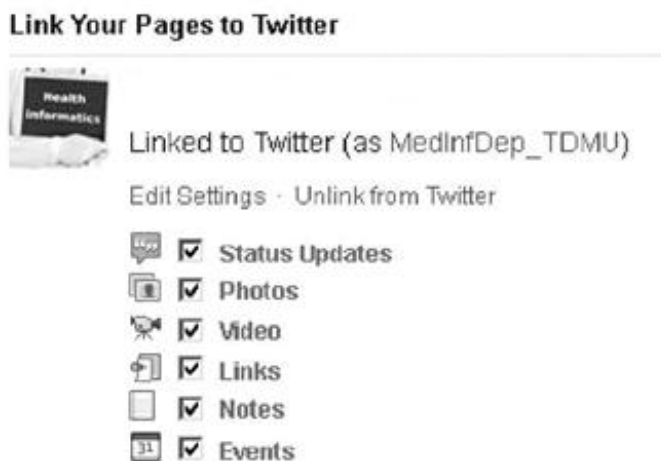 Link Your Pages to Twitter
Health
Informatics
Linked to Twitter (as MedInfDep_TDMU)
Edit Settings · Unlink from Twitter
Status Updates
Photos
Video
Links
Notes
31
Events